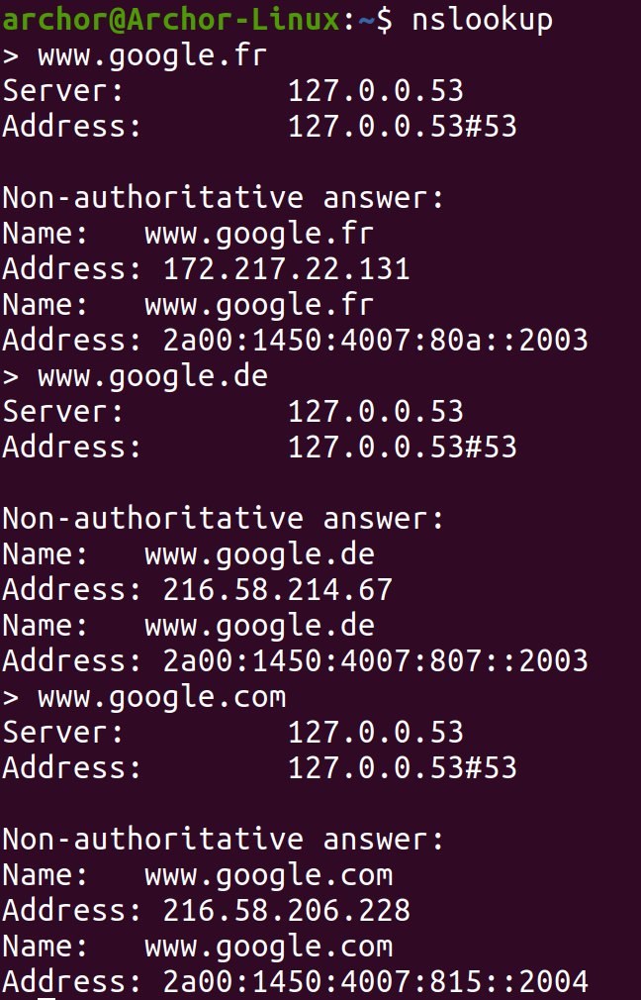 archor@Archor-Linux:~$ nslookup
> www.google.fr
Server:         127.0.0.53
Address:        127.0.0.53#53

Non-authoritative answer:
Name:   www.google.fr
Address: 172.217.22.131
Name:   www.google.fr
Address: 2a00:1450:4007:80a::2003
> www.google.de
Server:         127.0.0.53
Address:        127.0.0.53#53

Non-authoritative answer:
Name:   www.google.de
Address: 216.58.214.67
Name:   www.google.de
Address: 2a00:1450:4007:807::2003
> www.google.com
Server:         127.0.0.53
Address:        127.0.0.53#53

Non-authoritative answer:
Name:   www.google.com
Address: 216.58.206.228
Name:   www.google.com
Address: 2a00:1450:4007:815::2004